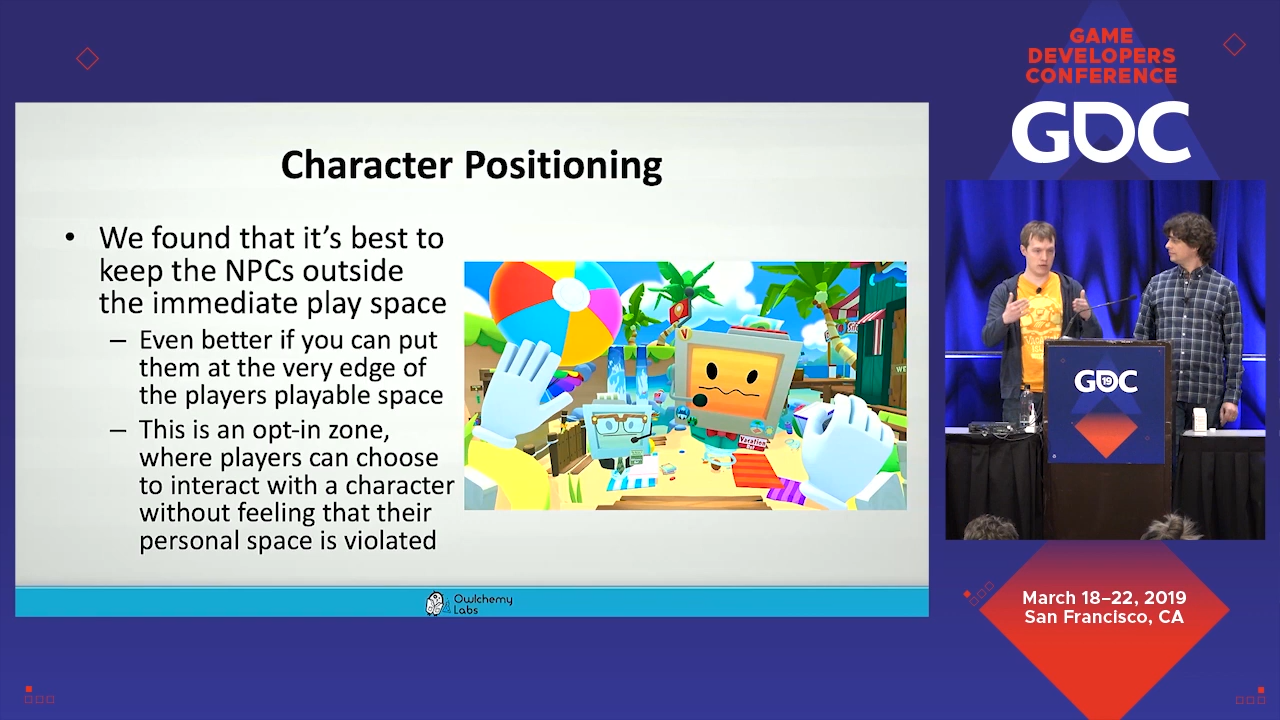 GAME
DEVELOPERS
CONFERENCE
GDC
Character Positioning
• We found that it’s best to
keep the NPCs outside
the immediate play space
– Even better if you can put
them at the very edge of
the players playable space
– This is an opt-in zone,
where players can choose
to interact with a character
without feeling that their
personal space is violated
Vacation
Owlchemy
Labs
GDC
19
March 18–22, 2019
San Francisco, CA